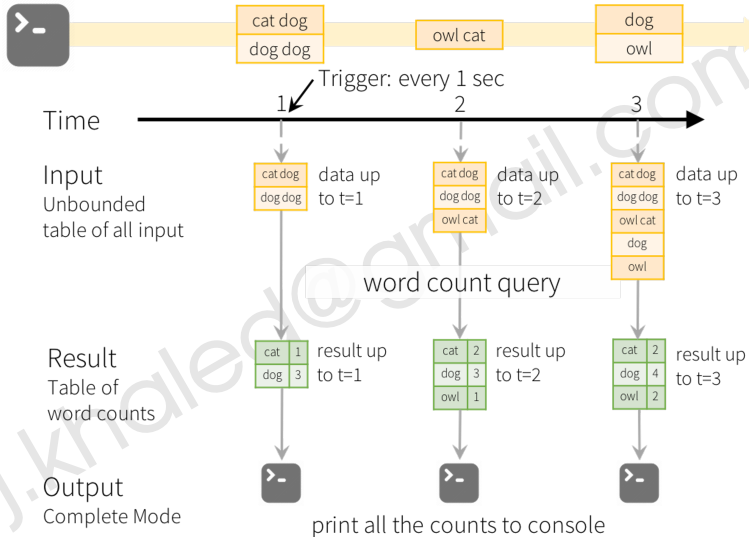 cat dog
dog dog
owl cat
dog
owl
Trigger: every 1 sec
Time
1
2
3
Input
Unbounded
table of all input
cat dog
dog dog
data up
to t=1
cat dog
dog dog
owl cat
data up
to t=2
cat dog
dog dog
owl cat
dog
owl
data up
to t=3
word count query
Result
Table of
word counts
cat 1
dog 3
result up
to t=1
cat 2
dog 3
owl 1
result up
to t=2
cat 2
dog 4
owl 2
result up
to t=3
Output
Complete Mode
print all the counts to console
j.khaled@gmail.com